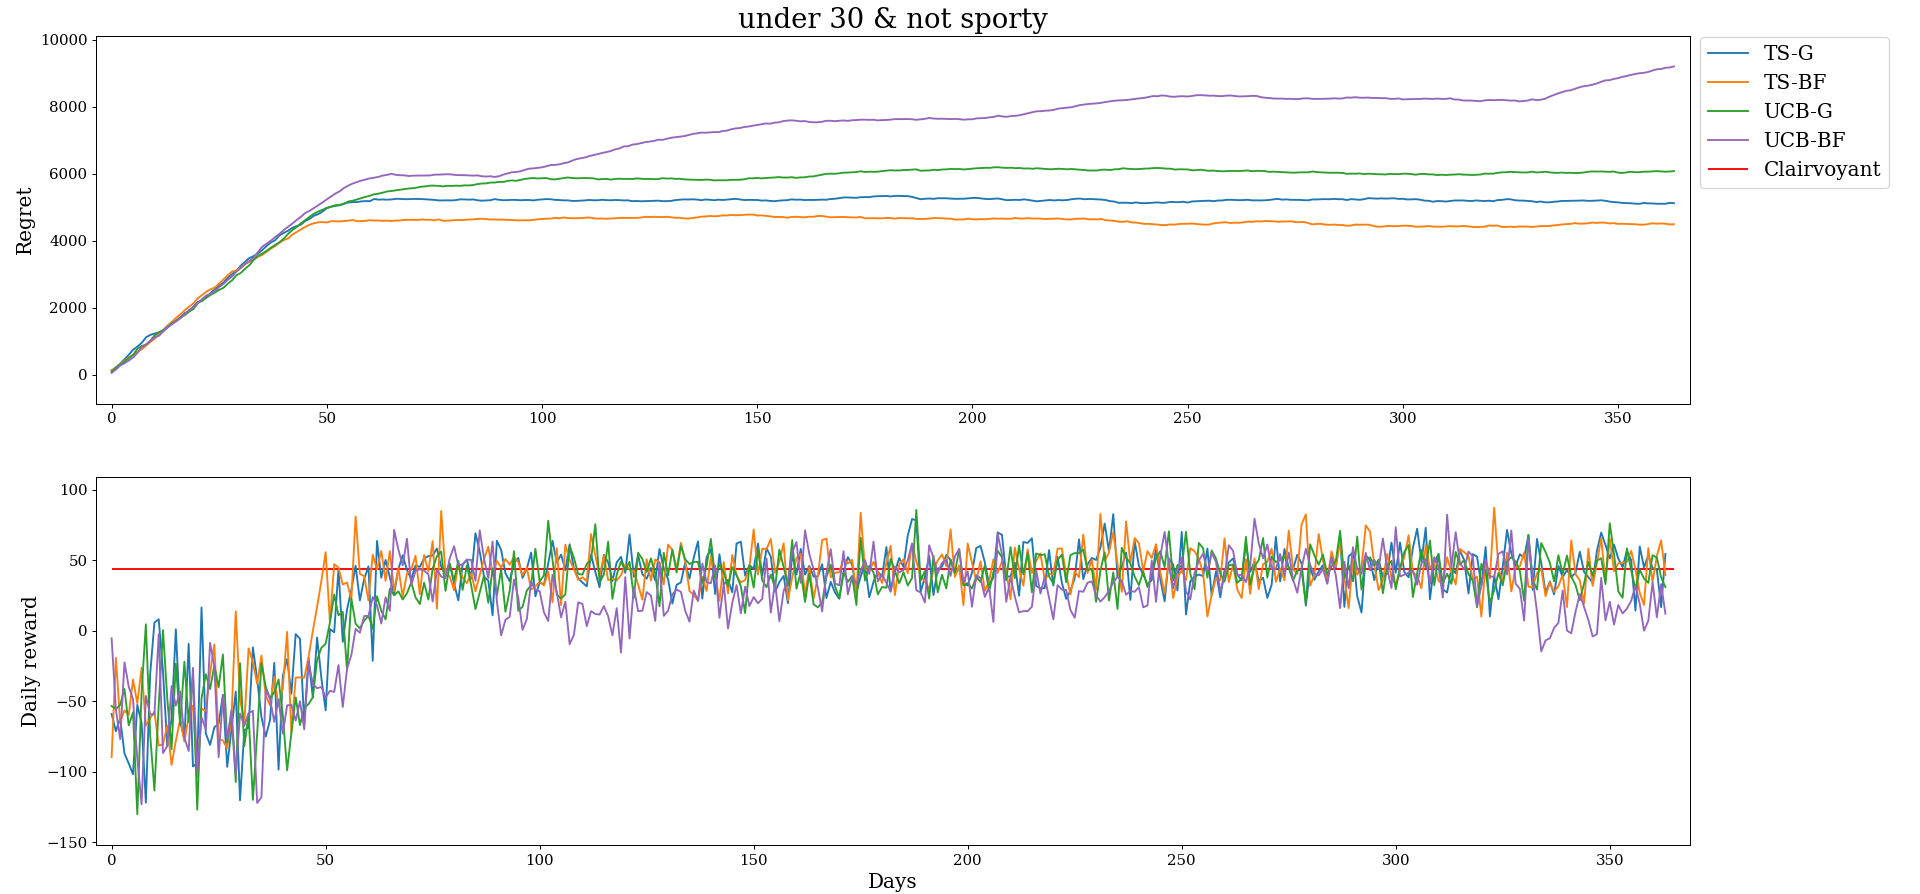 under 30 & not sporty
10000
8000
6000
4000
2000
0
Regret
0 50 100 150 200 250 300 350
TS-G
TS-BF
UCB-G
UCB-BF
Clairvoyant
100
50
0
−50
−100
−150
Daily reward
0 50 100 150 200 250 300 350
Days